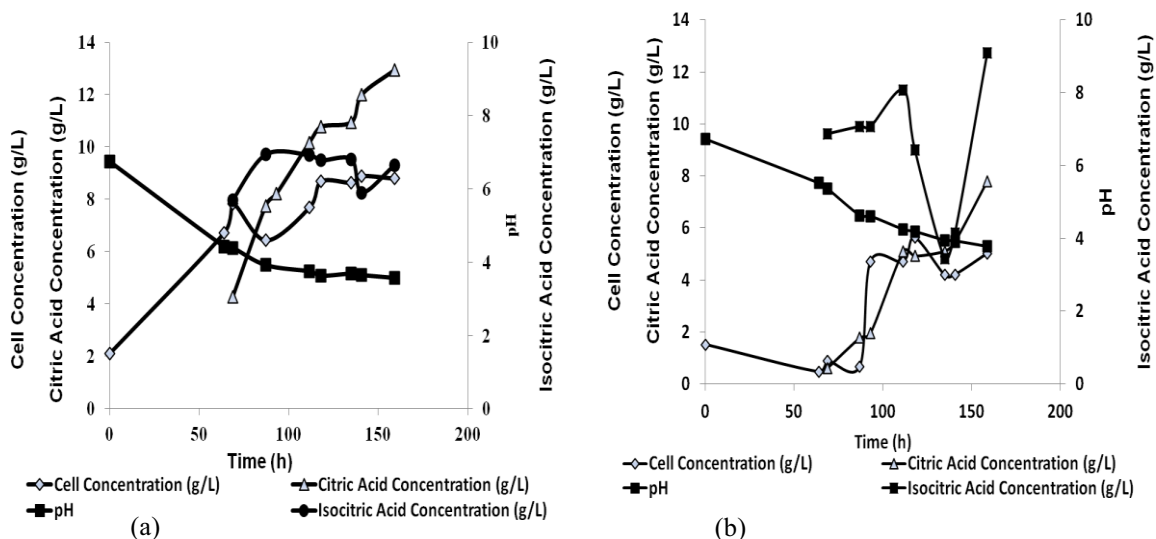 Cell Concentration (g/L)
Citric Acid Concentration (g/L)
14
12
10
8
6
4
2
0
10
8
6
4
2
0
pH
Isocitric Acid Concentration (g/L)
0
50
100
150
200
Time (h)
Cell Concentration (g/L)
Citric Acid Concentration (g/L)
pH
Isocitric Acid Concentration (g/L)
(a)
Cell Concentration (g/L)
Citric Acid Concentration (g/L)
14
12
10
8
6
4
2
0
10
8
6
4
2
0
pH
Isocitric Acid Concentration (g/L)
0
50
100
150
200
Time (h)
Cell Concentration (g/L)
Citric Acid Concentration (g/L)
pH
Isocitric Acid Concentration (g/L)
(b)